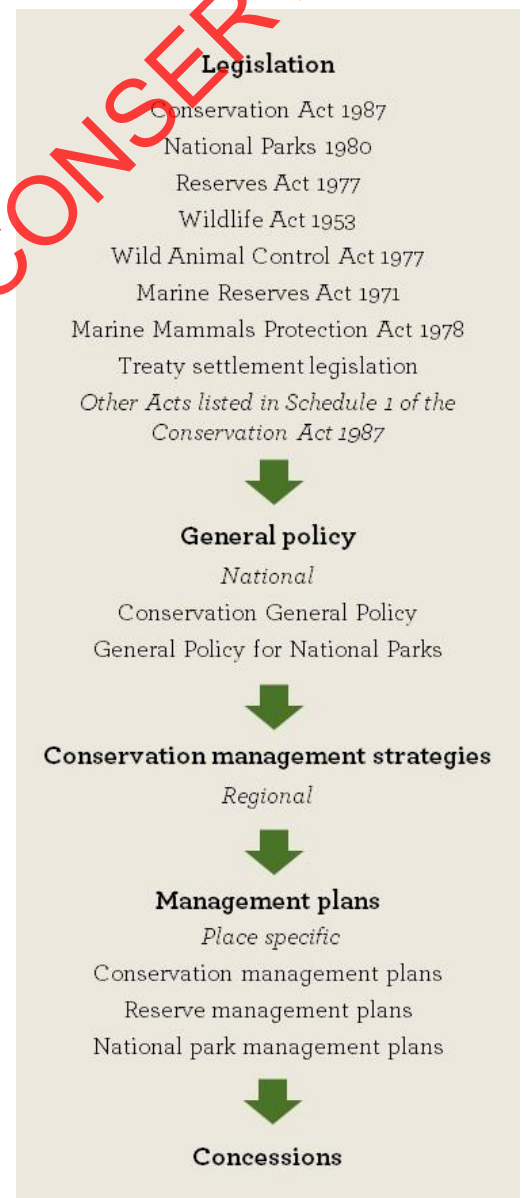 CONSER
Legislation
Conservation Act 1987
National Parks 1980
Reserves Act 1977
Wildlife Act 1953
Wild Animal Control Act 1977
Marine Reserves Act 1971
Marine Mammals Protection Act 1978
Treaty settlement legislation
Other Acts listed in Schedule 1 of the
Conservation Act 1987
General policy
National
Conservation General Policy
General Policy for National Parks
Conservation management strategies
Regional
Management plans
Place specific
Conservation management plans
Reserve management plans
National park management plans
Concessions